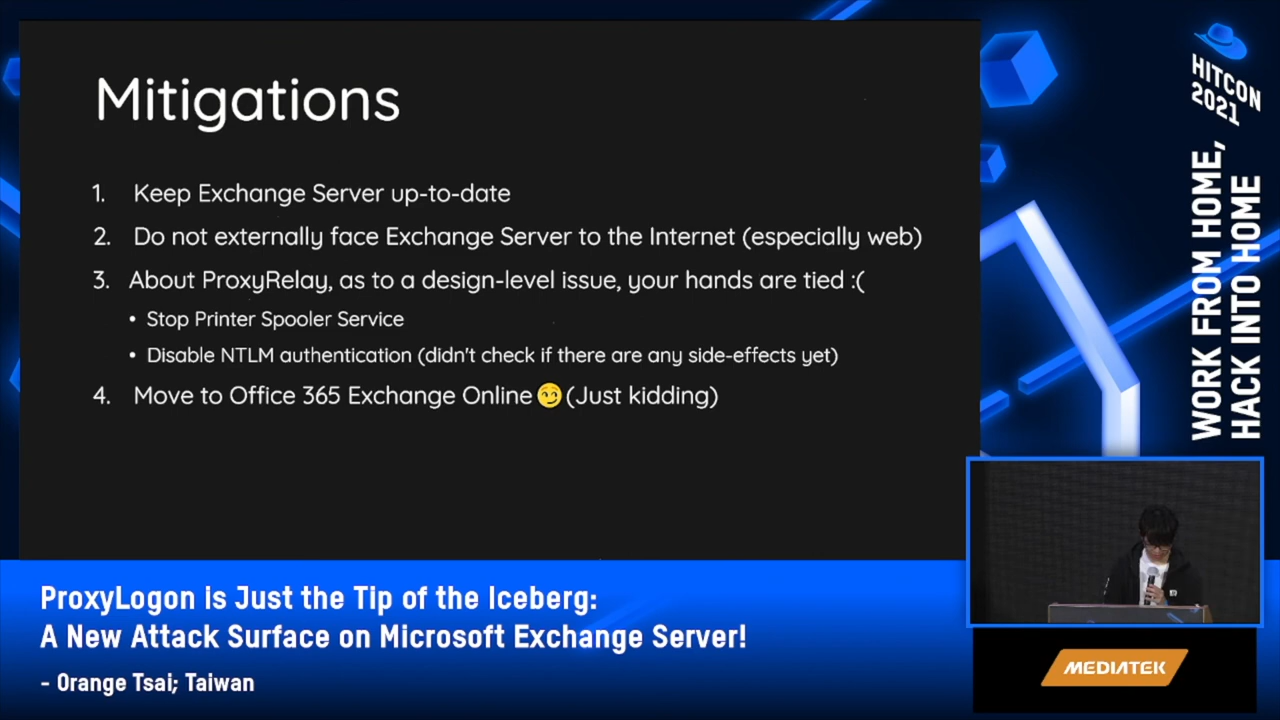 Mitigations
1. Keep Exchange Server up-to-date
2. Do not externally face Exchange Server to the Internet (especially web)
3. About ProxyRelay, as to a design-level issue, your hands are tied :(
• Stop Printer Spooler Service
• Disable NTLM authentication (didn't check if there are any side-effects yet)
4. Move to Office 365 Exchange Online 😏 (Just kidding)
HITCON
2021
WORK FROM HOME,
HACK INTO HOME
ProxyLogon is Just the Tip of the Iceberg:
A New Attack Surface on Microsoft Exchange Server!
- Orange Tsai; Taiwan
MEDIATEK